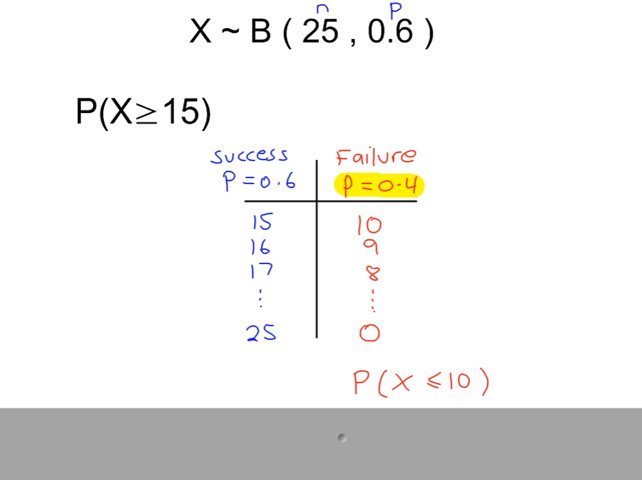 n p
X ~ B ( 25 , 0.6 )
P(X≥15)
Success Failure
P = 0.6 P = 0.4
15 10
16 9
17 8
⋮ ⋮
25 0
P(X ≤ 10)